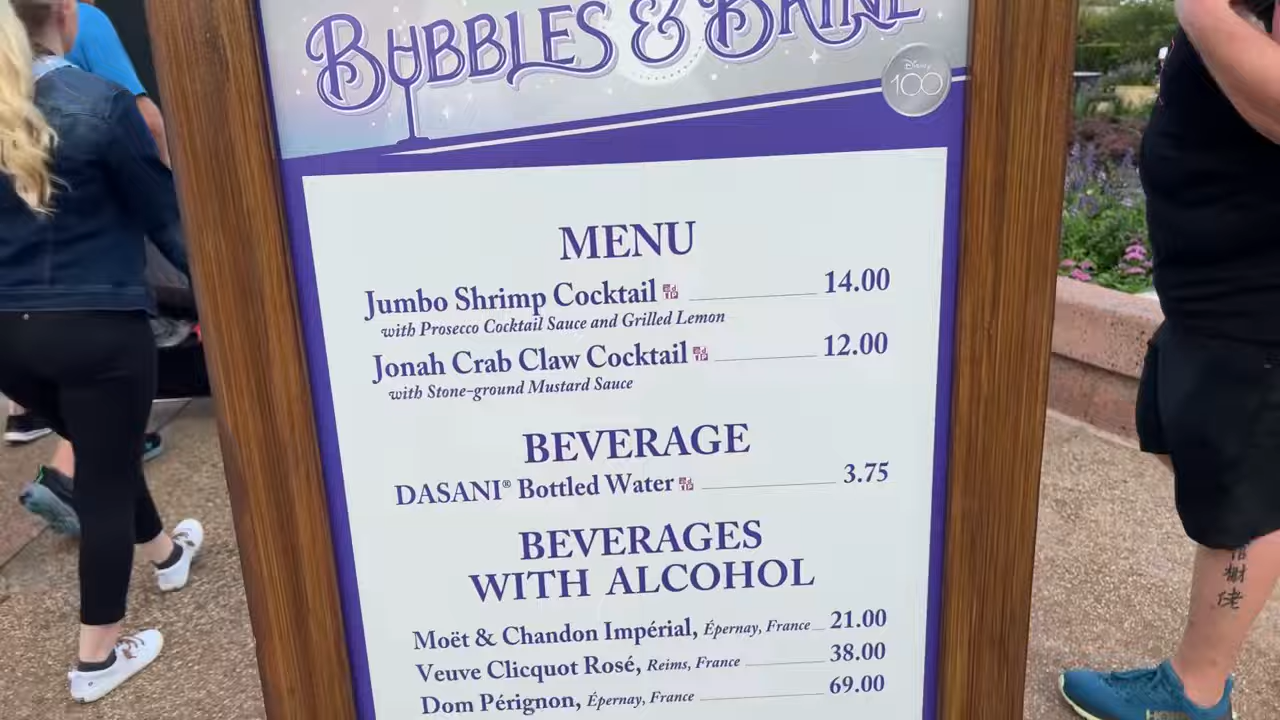 BUBBLES & BRINE
Disney
100
MENU
Jumbo Shrimp Cocktail 14.00
with Prosecco Cocktail Sauce and Grilled Lemon
Jonah Crab Claw Cocktail 12.00
with Stone-ground Mustard Sauce
BEVERAGE
DASANI® Bottled Water 3.75
BEVERAGES
WITH ALCOHOL
Moët & Chandon Impérial, Épernay, France 21.00
Veuve Clicquot Rosé, Reims, France 38.00
Dom Pérignon, Épernay, France 69.00